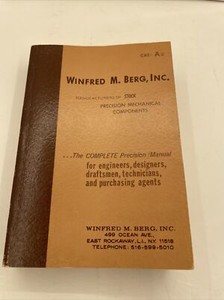 CAT. A-5
WINFRED M. BERG, INC.
MANUFACTURERS OF
PRECISION MECHANICAL
COMPONENTS
...The COMPLETE Precision Manual
for engineers, designers,
draftsmen, technicians,
and purchasing agents
WINFRED M. BERG, INC.
499 OCEAN AVE.,
EAST ROCKAWAY, L.I., N.Y. 11518
TELEPHONE: 516-599-5010